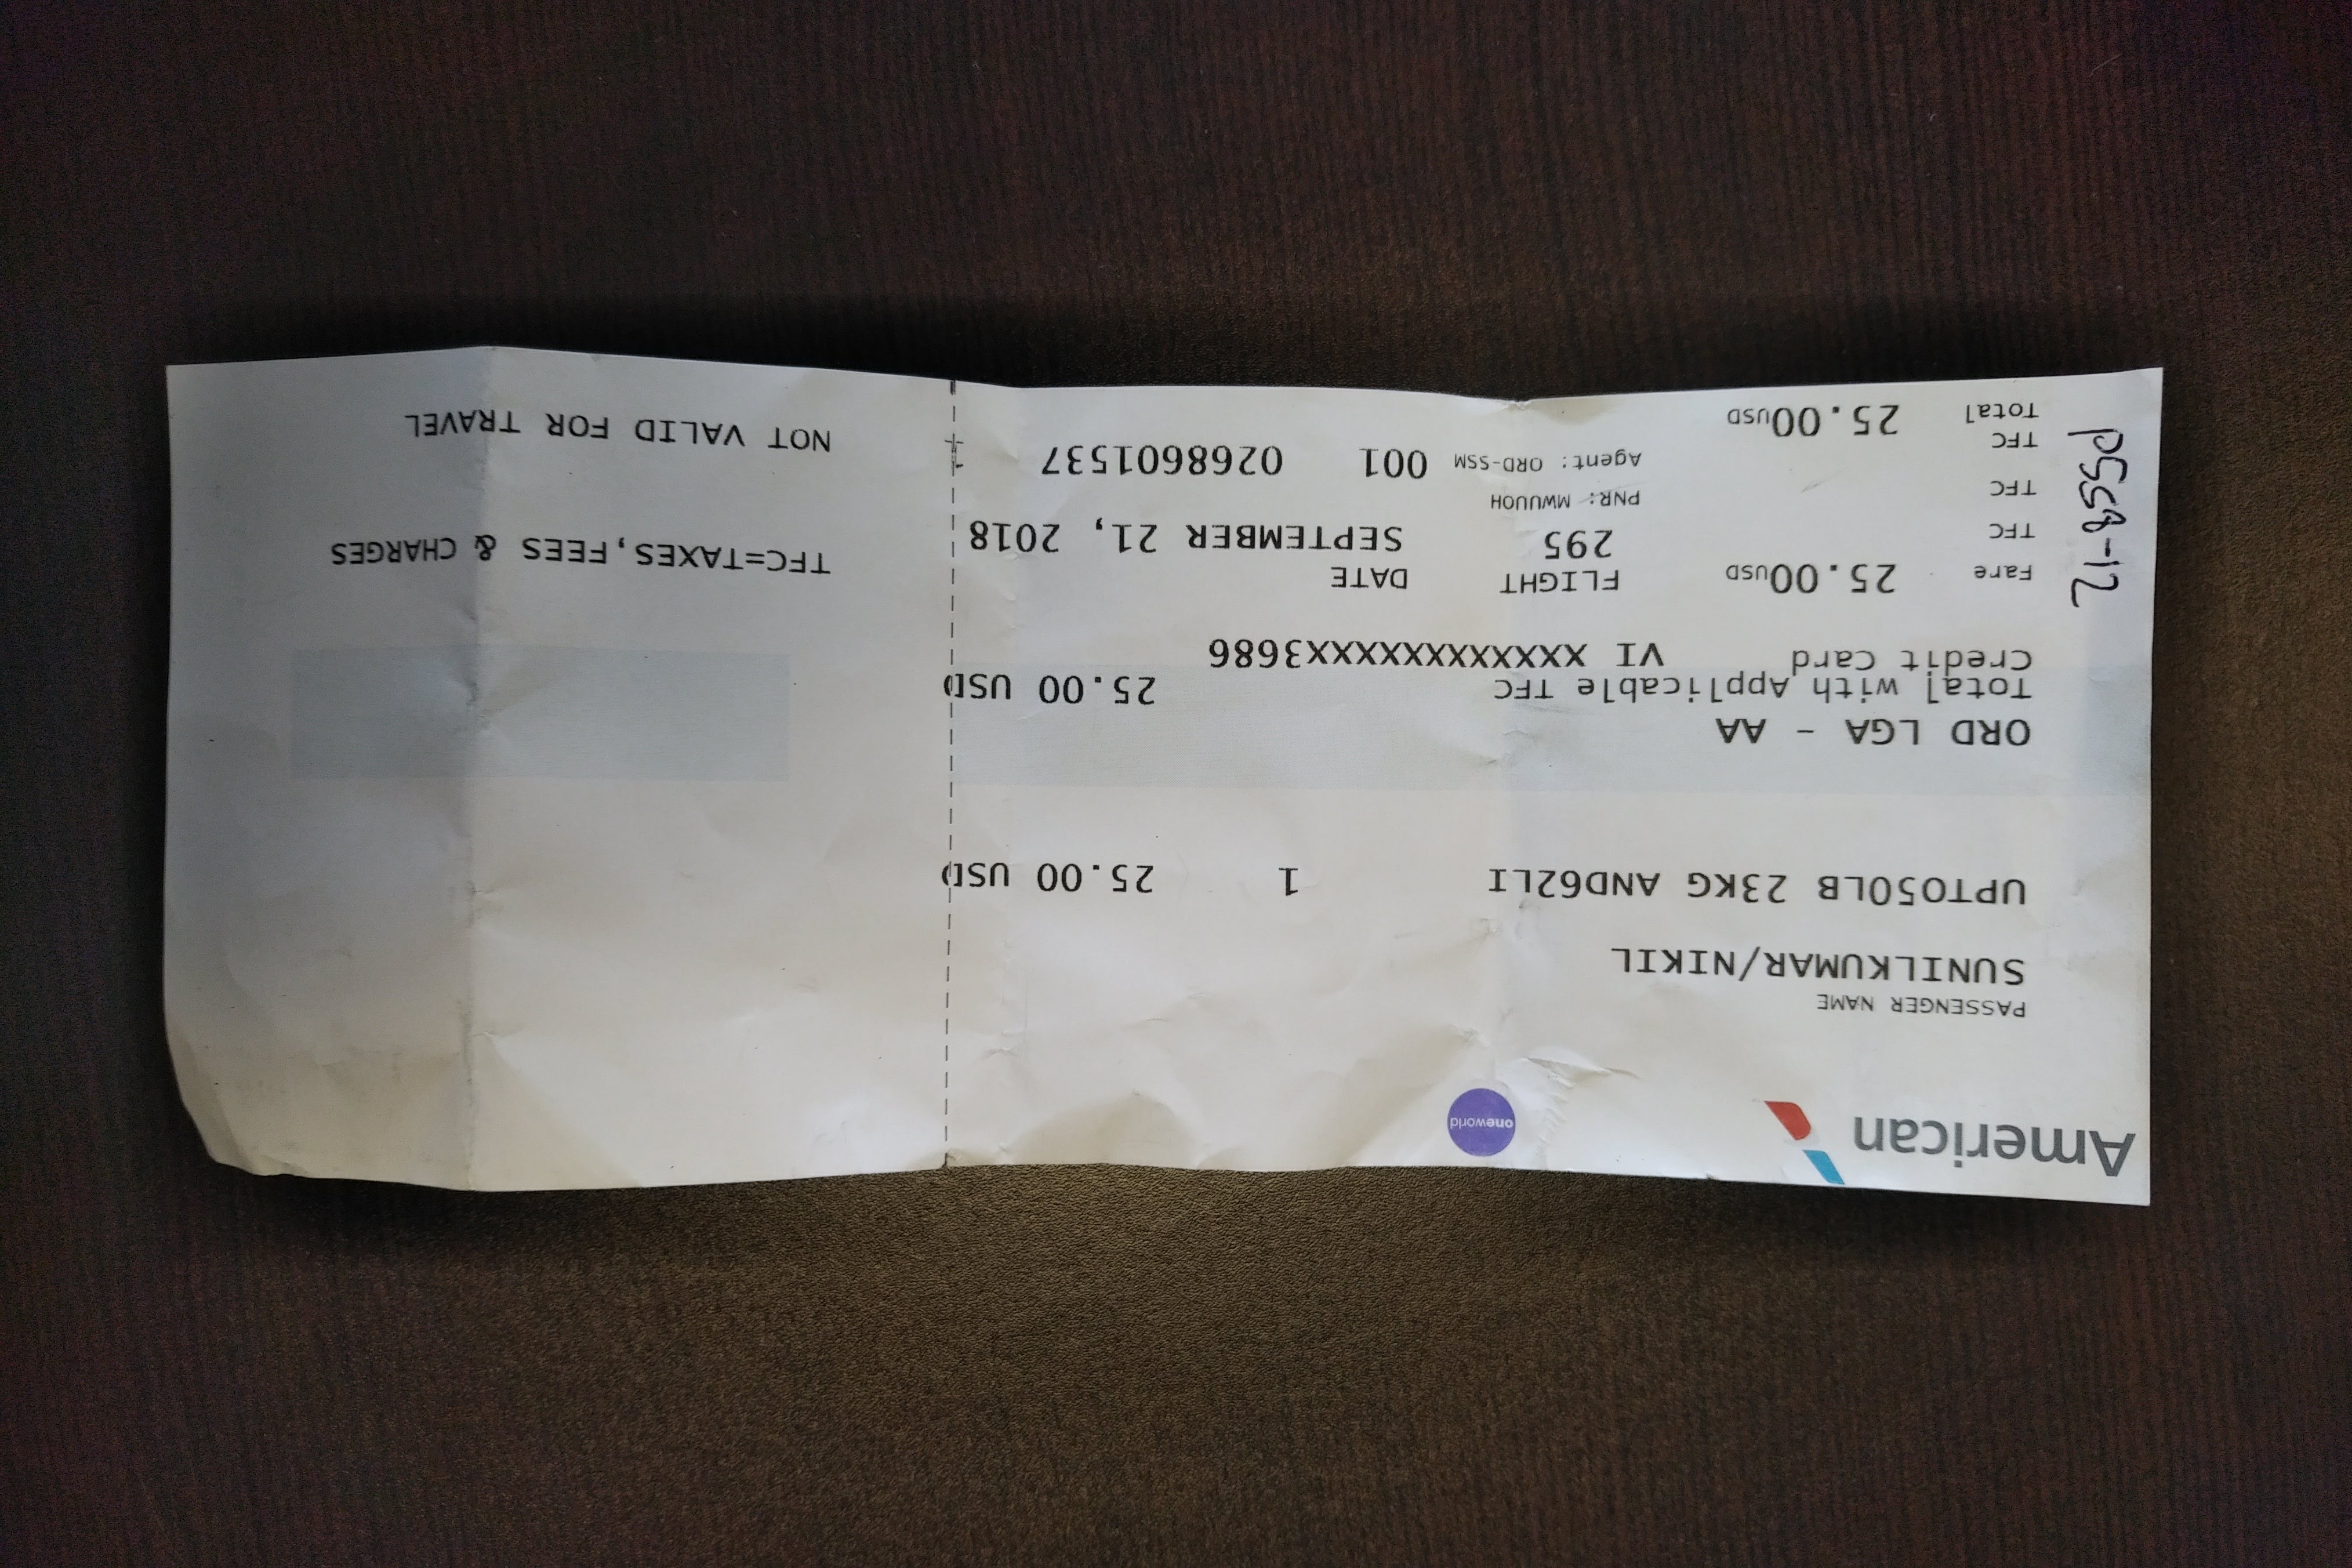 American
oneworld
PASSENGER NAME
SUNILKUMAR/NIKIL
UPTO50LB 23KG AND62LI 1 25.00 USD
ORD LGA - AA
Total with Applicable TFC 25.00 USD
Credit Card VI XXXXXXXXXXXX3686
Fare 25.00USD FLIGHT DATE
TFC 295 SEPTEMBER 21, 2018
TFC PNR: MWUUOH
TFC Agent: ORD-SSM 001 0268601537
Total 25.00USD
TFC=TAXES,FEES & CHARGES
NOT VALID FOR TRAVEL